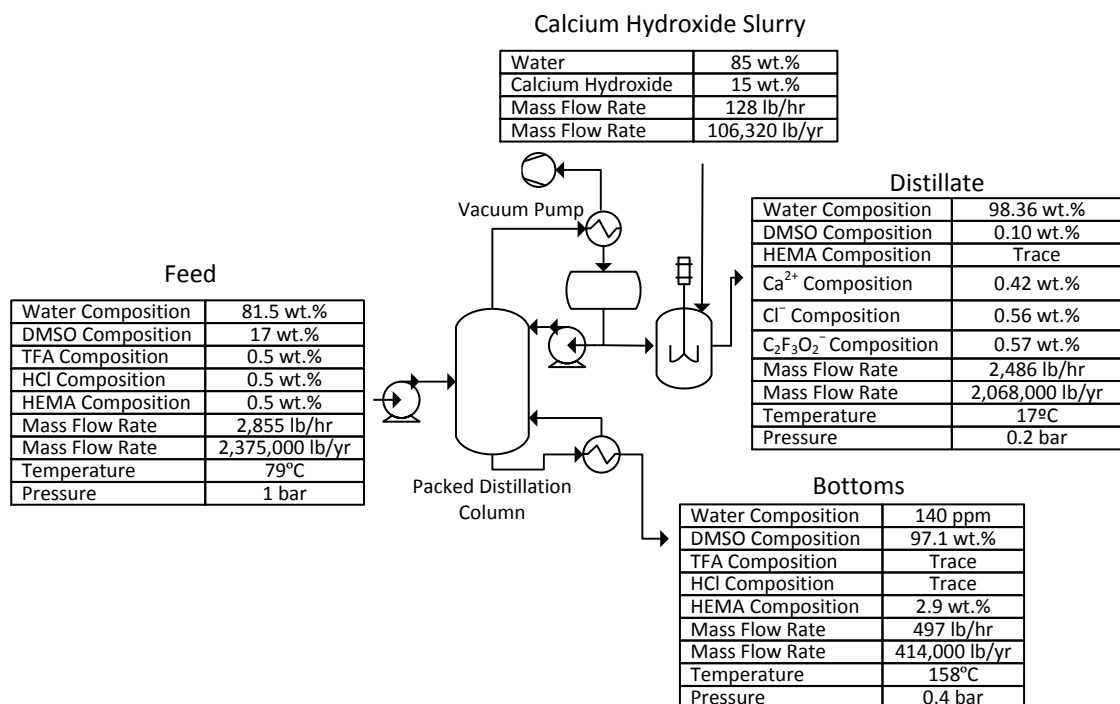 Calcium Hydroxide Slurry
Water 85 wt.%
Calcium Hydroxide 15 wt.%
Mass Flow Rate 128 lb/hr
Mass Flow Rate 106,320 lb/yr
Vacuum Pump
Distillate
Water Composition 98.36 wt.%
DMSO Composition 0.10 wt.%
HEMA Composition Trace
Ca²⁺ Composition 0.42 wt.%
Cl⁻ Composition 0.56 wt.%
C₂F₃O₂⁻ Composition 0.57 wt.%
Mass Flow Rate 2,486 lb/hr
Mass Flow Rate 2,068,000 lb/yr
Temperature 17ºC
Pressure 0.2 bar
Feed
Water Composition 81.5 wt.%
DMSO Composition 17 wt.%
TFA Composition 0.5 wt.%
HCl Composition 0.5 wt.%
HEMA Composition 0.5 wt.%
Mass Flow Rate 2,855 lb/hr
Mass Flow Rate 2,375,000 lb/yr
Temperature 79ºC
Pressure 1 bar
Packed Distillation
Column
Bottoms
Water Composition 140 ppm
DMSO Composition 97.1 wt.%
TFA Composition Trace
HCl Composition Trace
HEMA Composition 2.9 wt.%
Mass Flow Rate 497 lb/hr
Mass Flow Rate 414,000 lb/yr
Temperature 158ºC
Pressure 0.4 bar